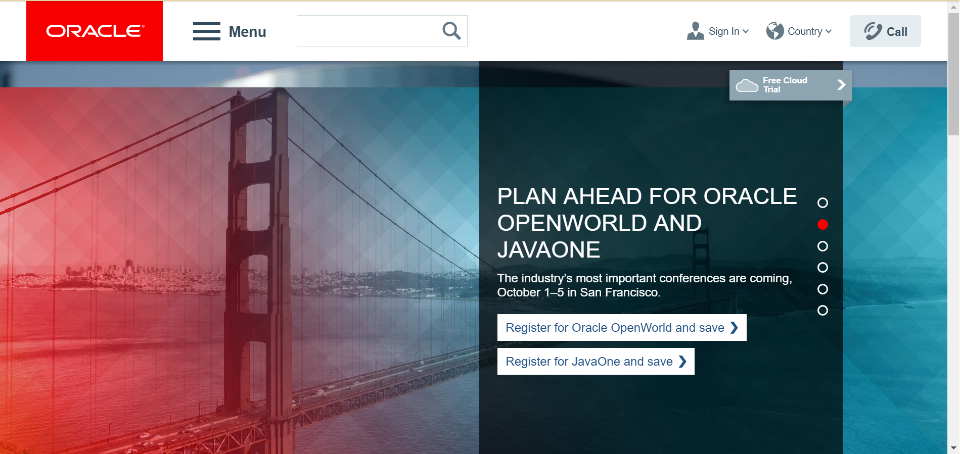 ORACLE
Menu
Sign In
Country
Call
Free Cloud
Trial
PLAN AHEAD FOR ORACLE
OPENWORLD AND
JAVAONE
The industry's most important conferences are coming,
October 1–5 in San Francisco.
Register for Oracle OpenWorld and save
Register for JavaOne and save